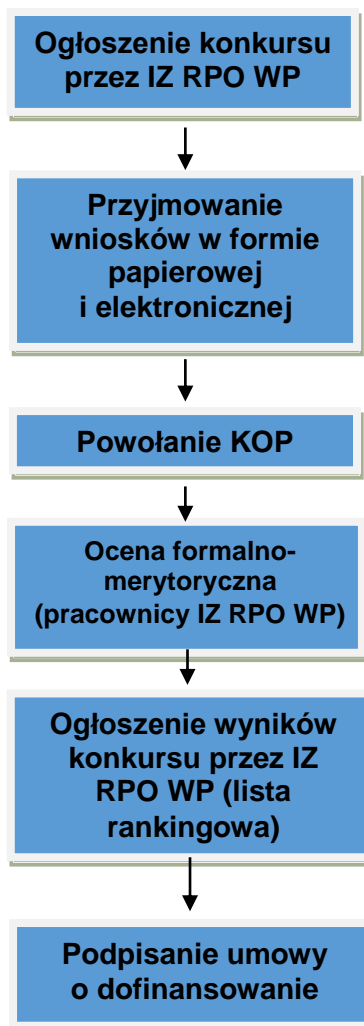 Ogłoszenie konkursu
przez IZ RPO WP
Przyjmowanie
wniosków w formie
papierowej
i elektronicznej
Powołanie KOP
Ocena formalno-
merytoryczna
(pracownicy IZ RPO WP)
Ogłoszenie wyników
konkursu przez IZ
RPO WP (lista
rankingowa)
Podpisanie umowy
o dofinansowanie